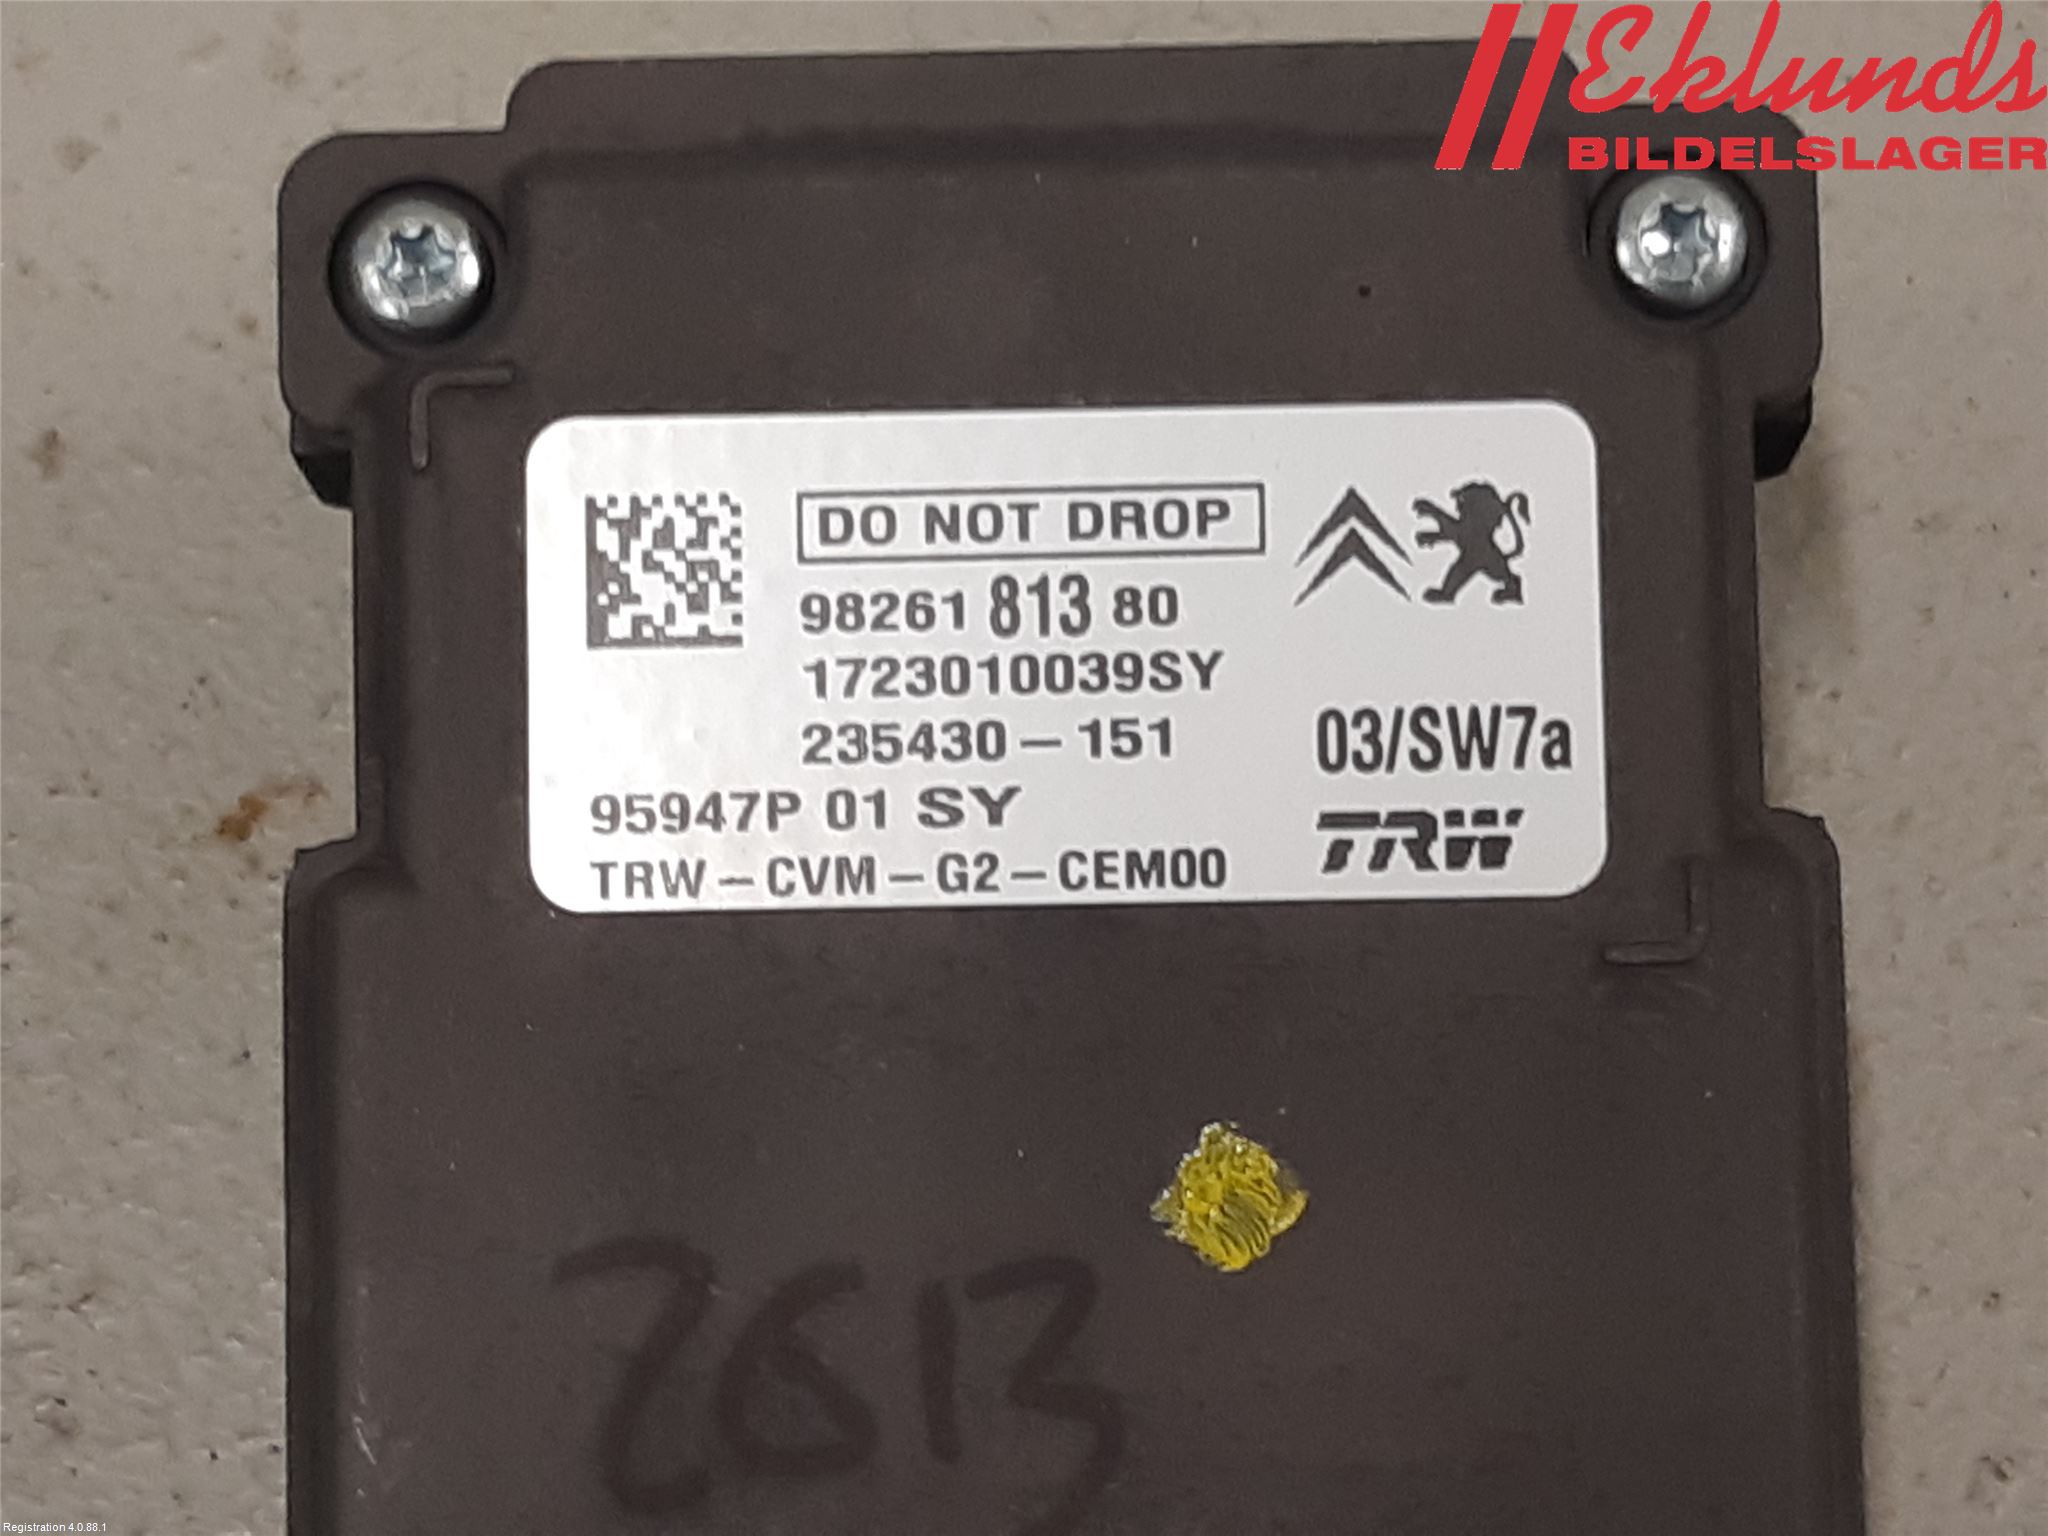 Eklunds
BILDELSLAGER
DO NOT DROP
98261 813 80
1723010039SY
235430-151
03/SW7a
95947P 01 SY
TRW-CVM-G2-CEM00
TRW
2613
Registration 4.0.88.1